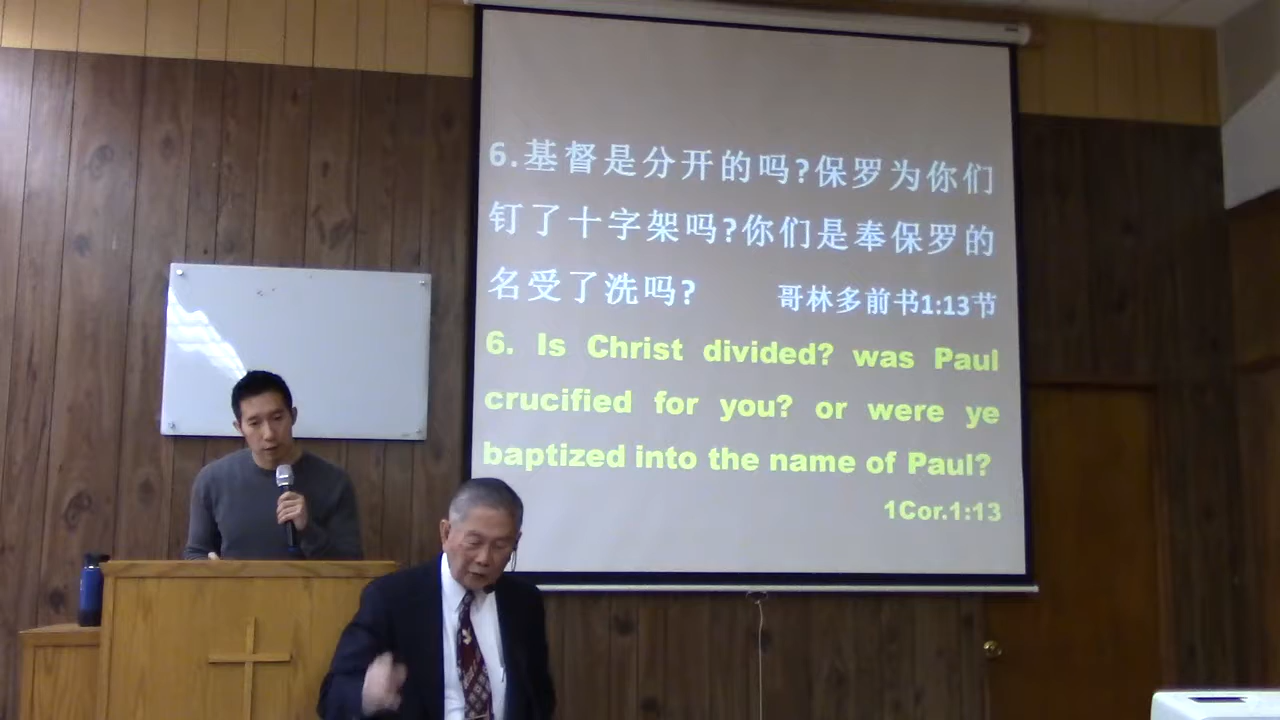 6.基督是分开的吗?保罗为你们
钉了十字架吗?你们是奉保罗的
名受了洗吗? 哥林多前书1:13节
6. Is Christ divided? was Paul
crucified for you? or were ye
baptized into the name of Paul?
1Cor.1:13